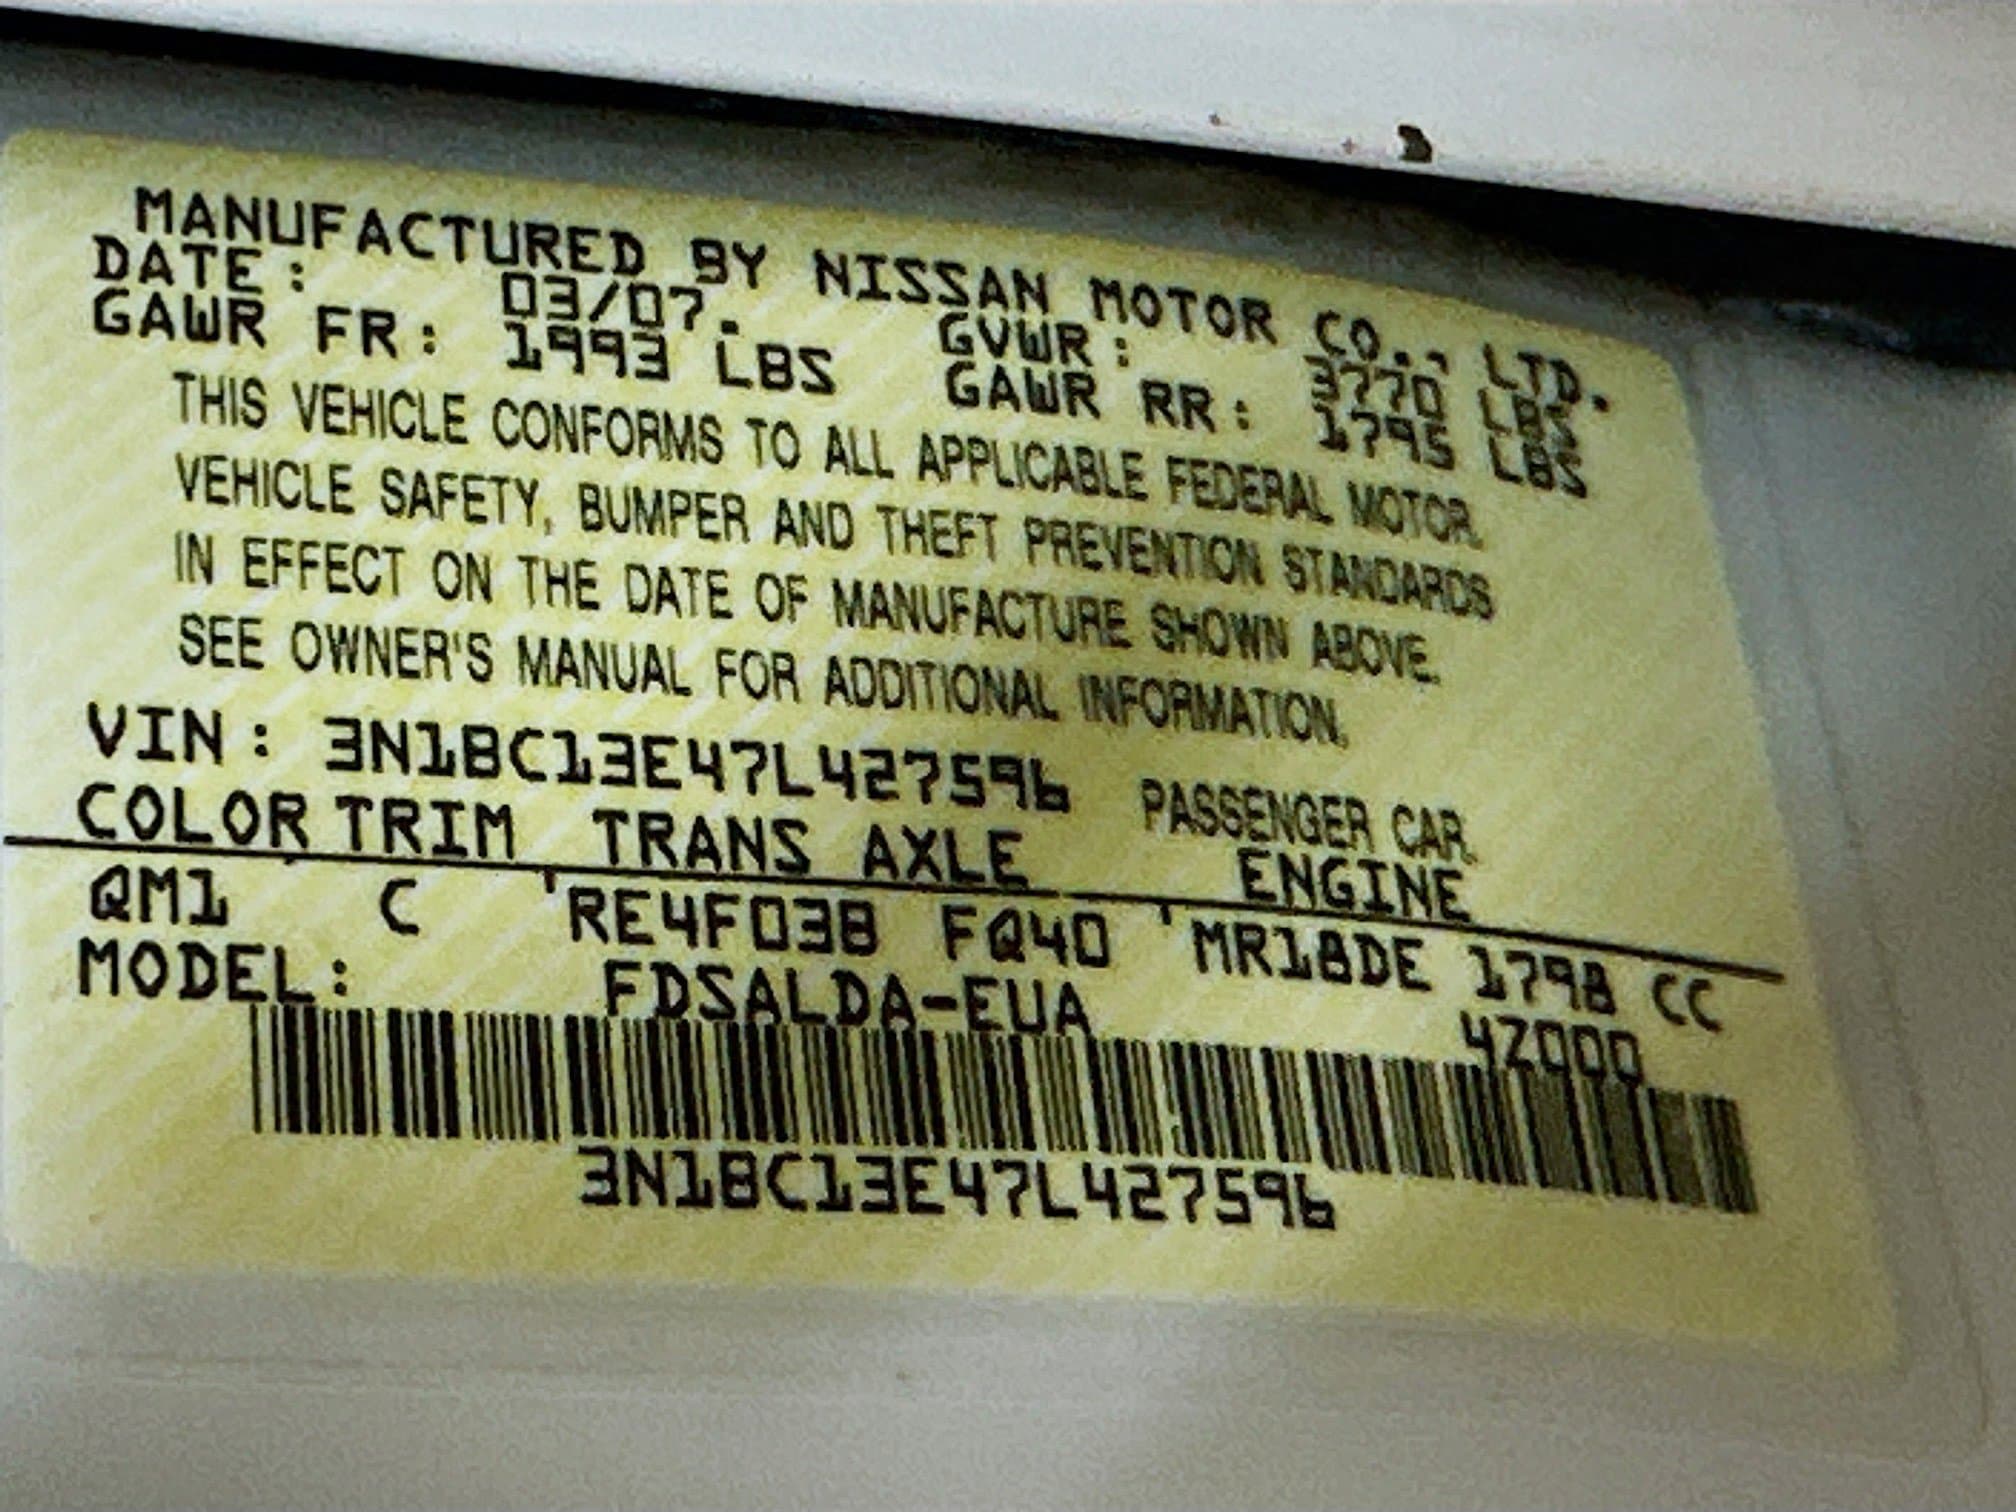 MANUFACTURED BY NISSAN MOTOR CO., LTD.
DATE: 03/07. GVWR: 3770 LBS
GAWR FR: 1993 LBS GAWR RR: 1795 LBS
THIS VEHICLE CONFORMS TO ALL APPLICABLE FEDERAL MOTOR
VEHICLE SAFETY, BUMPER AND THEFT PREVENTION STANDARDS
IN EFFECT ON THE DATE OF MANUFACTURE SHOWN ABOVE.
SEE OWNER'S MANUAL FOR ADDITIONAL INFORMATION.
VIN: 3N1BC13E47L427596 PASSENGER CAR
COLOR TRIM TRANS AXLE ENGINE
QM1 C RE4F03B FQ40 MR18DE 1798 CC
MODEL: FDSALDA-EUA 4Z000
3N1BC13E47L427596